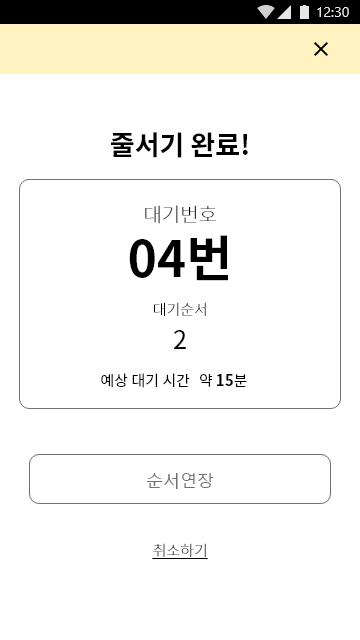 12:30
줄서기 완료!
대기번호
04번
대기순서
2
예상 대기 시간 약 15분
순서연장
취소하기